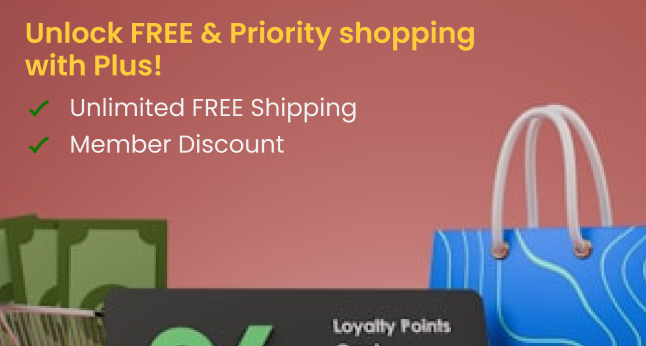 Unlock FREE & Priority shopping
with Plus!
Unlimited FREE Shipping
Member Discount
Loyalty Points